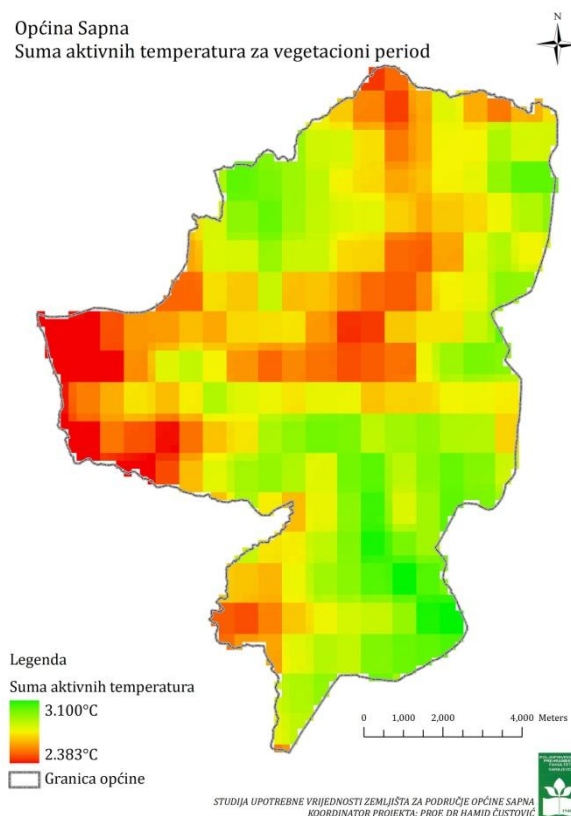 Općina Sapna
Suma aktivnih temperatura za vegetacioni period
N
Legenda
Suma aktivnih temperatura
3.100°C
2.383°C
Granica općine
0 1,000 2,000 4,000 Meters
STUDIJA UPOTREBNE VRIJEDNOSTI ZEMLJIŠTA ZA PODRUČJE OPĆINE SAPNA
KOORDINATOR PROJEKTA: PROF. DR HAMID ČUSTOVIĆ